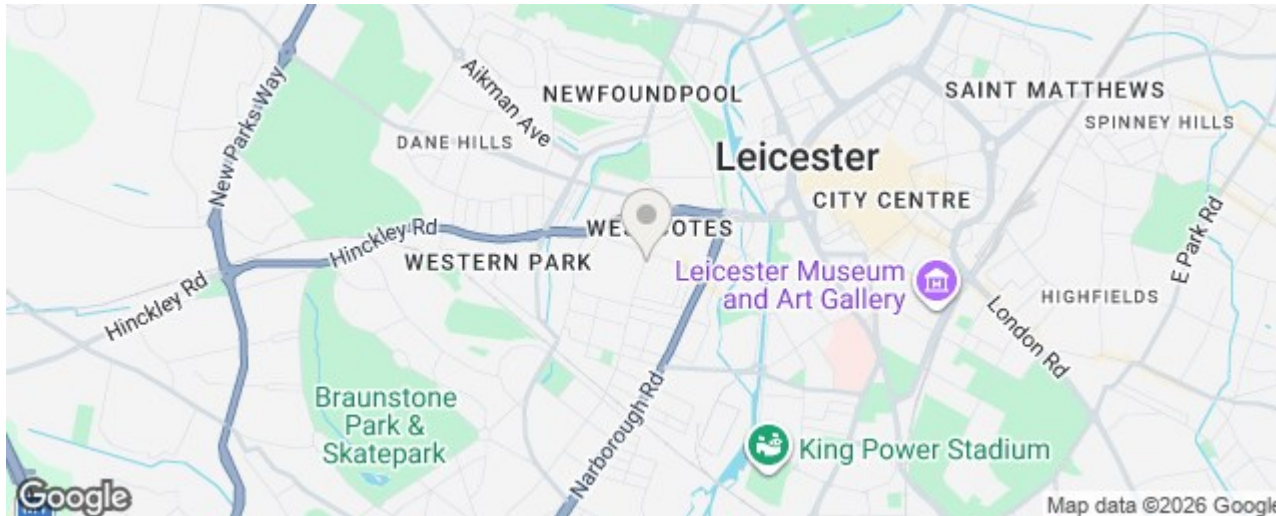 New Parks Way
Aikman Ave
NEWFOUNDPOOL
SAINT MATTHEWS
SPINNEY HILLS
DANE HILLS
Leicester
CITY CENTRE
E Park Rd
Hinckley Rd
WESTERN PARK
Leicester Museum
and Art Gallery
HIGHFIELDS
Hinckley Rd
London Rd
Braunstone
Park &
Skatepark
Narborough Rd
King Power Stadium
Google
Map data ©2026 Google